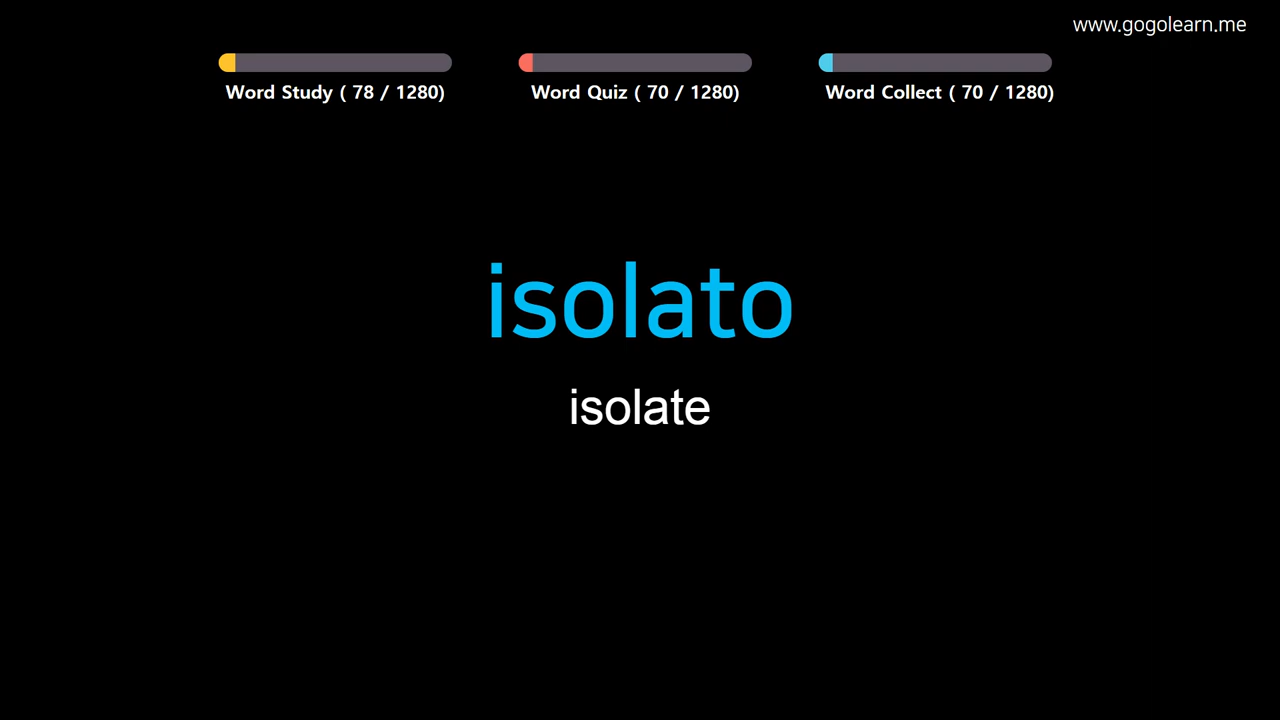 www.gogolearn.me
Word Study ( 78 / 1280)
Word Quiz ( 70 / 1280)
Word Collect ( 70 / 1280)
isolato
isolate